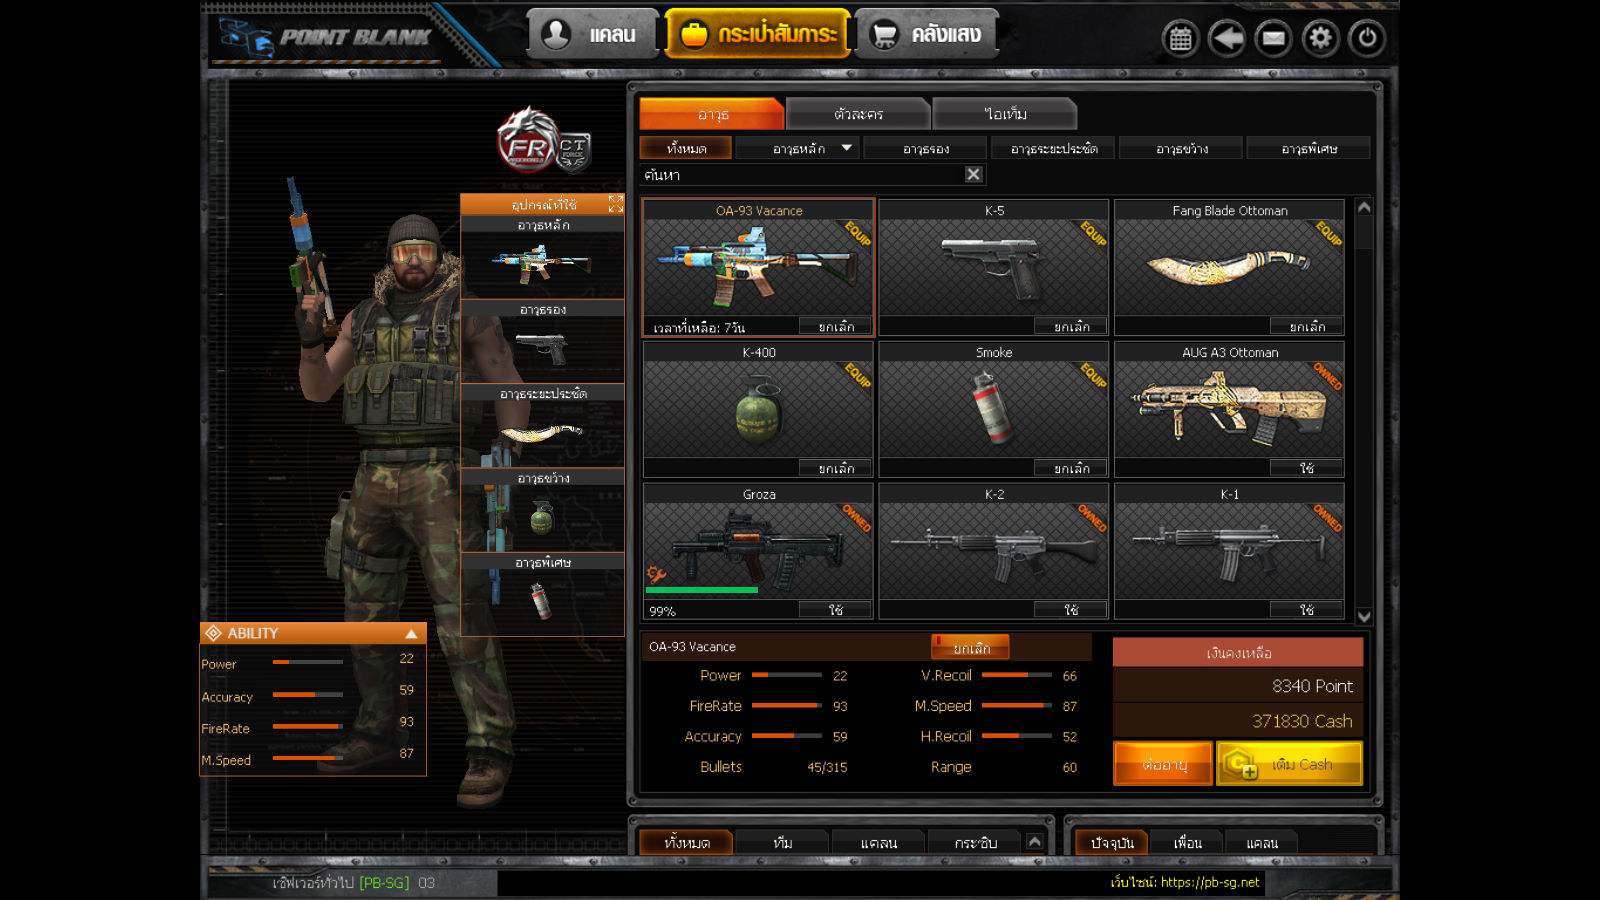 POINT BLANK
แคลน
กระเป๋าสัมภาระ
คลังแสง
FR
CT
FORCE
อาวุธ
ตัวละคร
ไอเท็ม
ทั้งหมด
อาวุธหลัก
อาวุธรอง
อาวุธระยะประชิด
อาวุธขว้าง
อาวุธพิเศษ
ค้นหา
อุปกรณ์ที่ใช้
อาวุธหลัก
อาวุธรอง
อาวุธระยะประชิด
อาวุธขว้าง
อาวุธพิเศษ
OA-93 Vacance
EQUIP
เวลาที่เหลือ: 7วัน
ยกเลิก
K-5
EQUIP
ยกเลิก
Fang Blade Ottoman
EQUIP
ยกเลิก
K-400
EQUIP
ยกเลิก
Smoke
EQUIP
ยกเลิก
AUG A3 Ottoman
OWNED
ใช้
Groza
OWNED
99%
ใช้
K-2
OWNED
ใช้
K-1
OWNED
ใช้
ABILITY
Power 22
Accuracy 59
FireRate 93
M.Speed 87
OA-93 Vacance
ยกเลิก
Power 22
V.Recoil 66
FireRate 93
M.Speed 87
Accuracy 59
H.Recoil 52
Bullets 45/315
Range 60
เงินคงเหลือ
8340 Point
371830 Cash
ต่ออายุ
เติม Cash
ทั้งหมด
ทีม
แคลน
กระซิบ
ปัจจุบัน
เพื่อน
แคลน
เซิฟเวอร์ทั่วไป [PB-SG] 03
เว็บไซน์: https://pb-sg.net